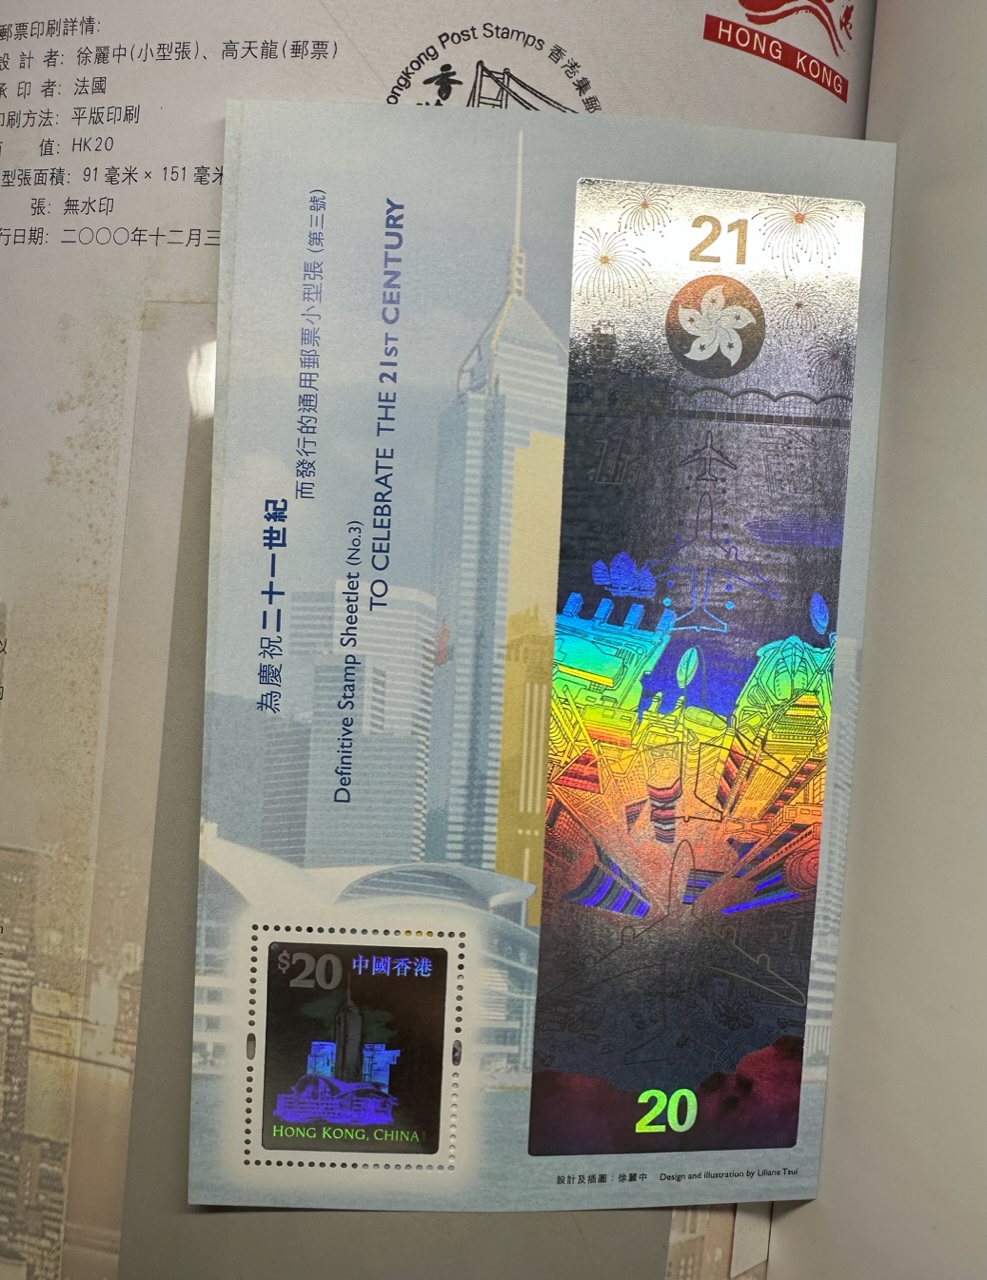 郵票印刷詳情:
設計者: 徐麗中(小型張)、高天龍(郵票)
承印者: 法國
印刷方法: 平版印刷
值: HK20
型張面積: 91 毫米 × 151 毫米
張: 無水印
行日期: 二〇〇〇年十二月三
ongkong Post Stamps 香港集郵
HONG KONG
為慶祝二十一世紀
而發行的通用郵票小型張 (第三號)
Definitive Stamp Sheetlet (No.3)
TO CELEBRATE THE 21ST CENTURY
21
20
$20 中國香港
HONG KONG, CHINA
設計及插圖：徐麗中 Design and illustration by Liliane Tsui